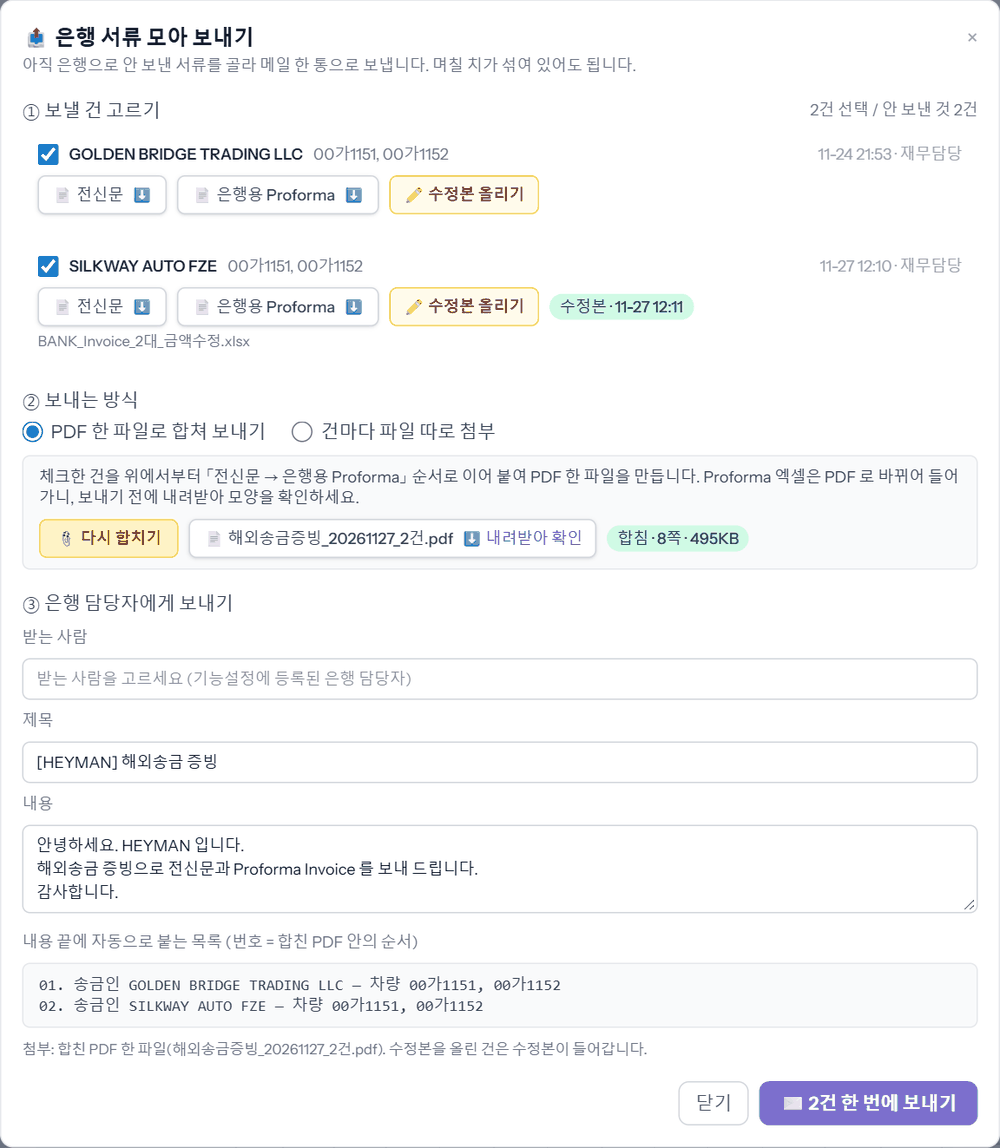 은행 서류 모아 보내기
×
아직 은행으로 안 보낸 서류를 골라 메일 한 통으로 보냅니다. 며칠 치가 섞여 있어도 됩니다.
① 보낼 건 고르기
2건 선택 / 안 보낸 것 2건
GOLDEN BRIDGE TRADING LLC 00가1151, 00가1152
11-24 21:53 · 재무담당
전신문
은행용 Proforma
수정본 올리기
SILKWAY AUTO FZE 00가1151, 00가1152
11-27 12:10 · 재무담당
전신문
은행용 Proforma
수정본 올리기
수정본 · 11-27 12:11
BANK_Invoice_2대_금액수정.xlsx
② 보내는 방식
PDF 한 파일로 합쳐 보내기
건마다 파일 따로 첨부
체크한 건을 위에서부터 「전신문 → 은행용 Proforma」 순서로 이어 붙여 PDF 한 파일을 만듭니다. Proforma 엑셀은 PDF 로 바뀌어 들어
가니, 보내기 전에 내려받아 모양을 확인하세요.
다시 합치기
해외송금증빙_20261127_2건.pdf 내려받아 확인
합침 · 8쪽 · 495KB
③ 은행 담당자에게 보내기
받는 사람
받는 사람을 고르세요 (기능설정에 등록된 은행 담당자)
제목
[HEYMAN] 해외송금 증빙
내용
안녕하세요. HEYMAN 입니다.
해외송금 증빙으로 전신문과 Proforma Invoice 를 보내 드립니다.
감사합니다.
내용 끝에 자동으로 붙는 목록 (번호 = 합친 PDF 안의 순서)
01. 송금인 GOLDEN BRIDGE TRADING LLC — 차량 00가1151, 00가1152
02. 송금인 SILKWAY AUTO FZE — 차량 00가1151, 00가1152
첨부: 합친 PDF 한 파일(해외송금증빙_20261127_2건.pdf). 수정본을 올린 건은 수정본이 들어갑니다.
닫기
2건 한 번에 보내기